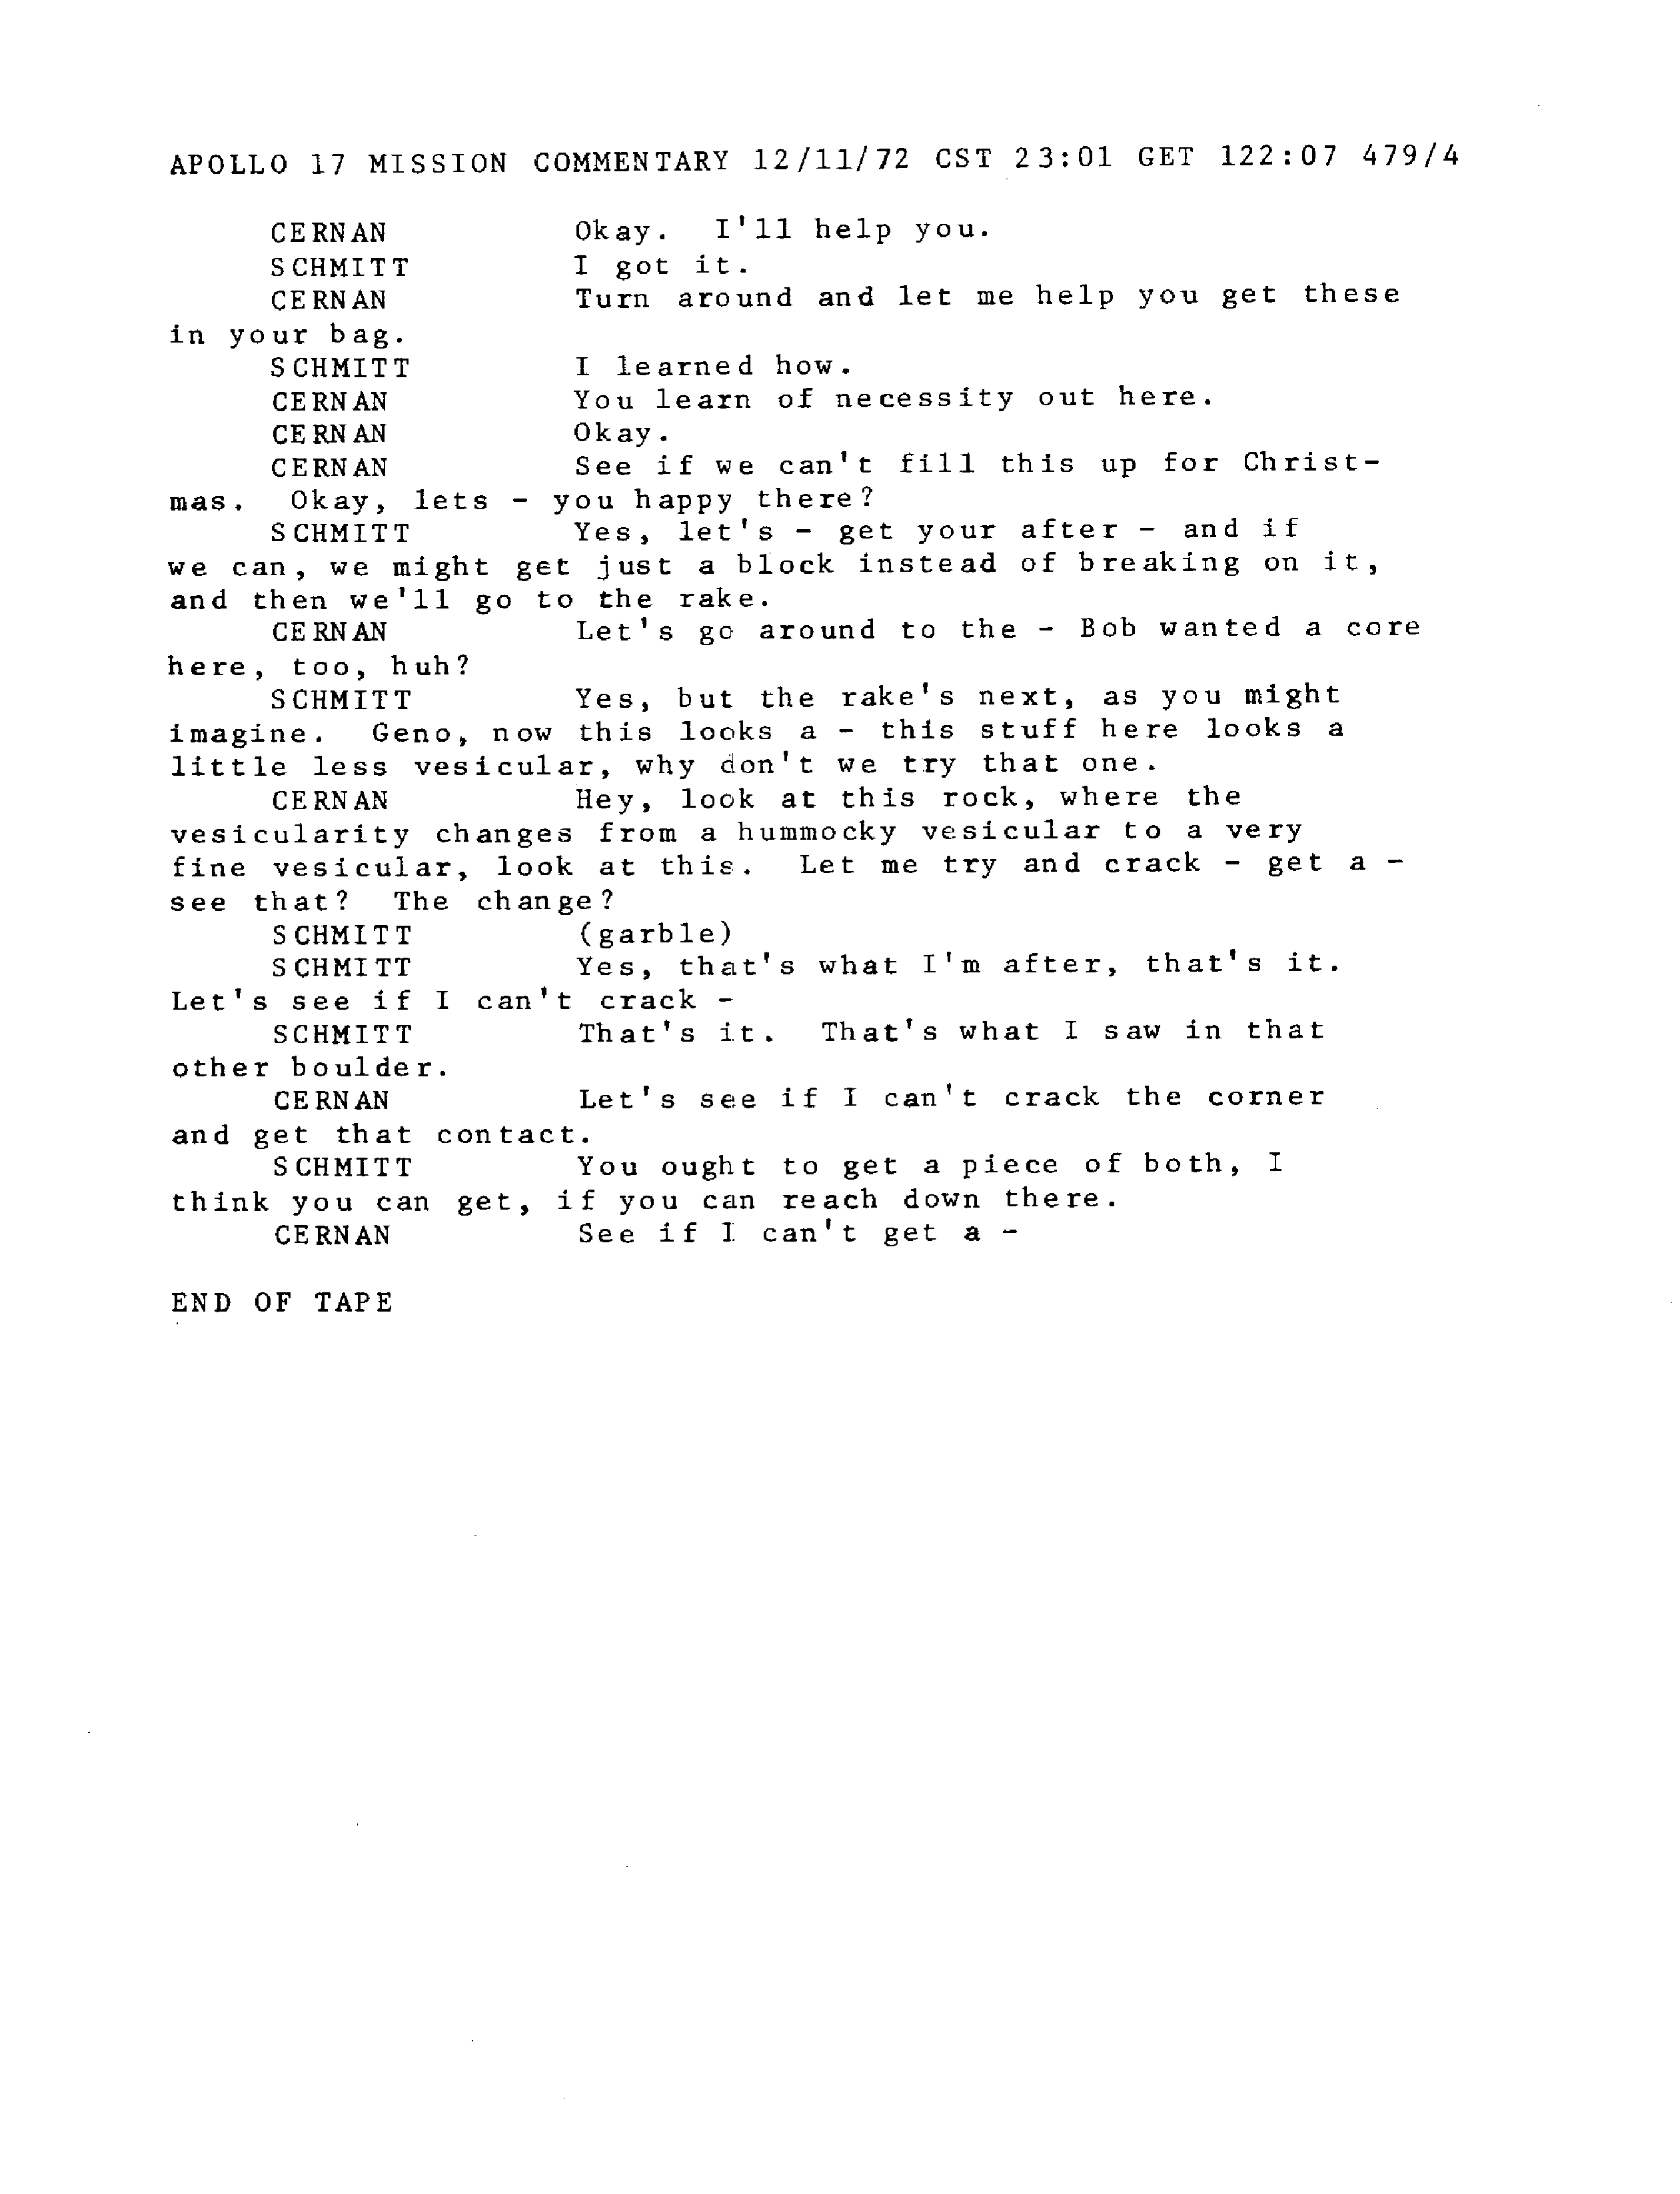 APOLLO 17 MISSION COMMENTARY 12/11/72 CST 23:01 GET 122:07 479/4
CERNAN Okay. I'll help you.
SCHMITT I got it.
CERNAN Turn around and let me help you get these
in your bag.
SCHMITT I learned how.
CERNAN You learn of necessity out here.
CERNAN Okay.
CERNAN See if we can't fill this up for Christ-
mas. Okay, lets - you happy there?
SCHMITT Yes, let's - get your after - and if
we can, we might get just a block instead of breaking on it,
and then we'll go to the rake.
CERNAN Let's go around to the - Bob wanted a core
here, too, huh?
SCHMITT Yes, but the rake's next, as you might
imagine. Geno, now this looks a - this stuff here looks a
little less vesicular, why don't we try that one.
CERNAN Hey, look at this rock, where the
vesicularity changes from a hummocky vesicular to a very
fine vesicular, look at this. Let me try and crack - get a -
see that? The change?
SCHMITT (garble)
SCHMITT Yes, that's what I'm after, that's it.
Let's see if I can't crack -
SCHMITT That's it. That's what I saw in that
other boulder.
CERNAN Let's see if I can't crack the corner
and get that contact.
SCHMITT You ought to get a piece of both, I
think you can get, if you can reach down there.
CERNAN See if I can't get a -
END OF TAPE